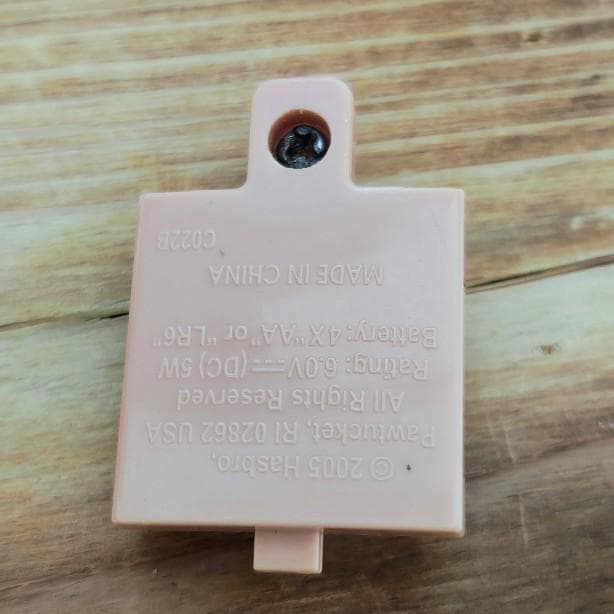 © 2005 Hasbro,
Pawtucket, RI 02862 USA
All Rights Reserved
Rating: 6.0V⎓(DC) 5W
Battery: 4X"AA" or "LR6"
MADE IN CHINA
C022B